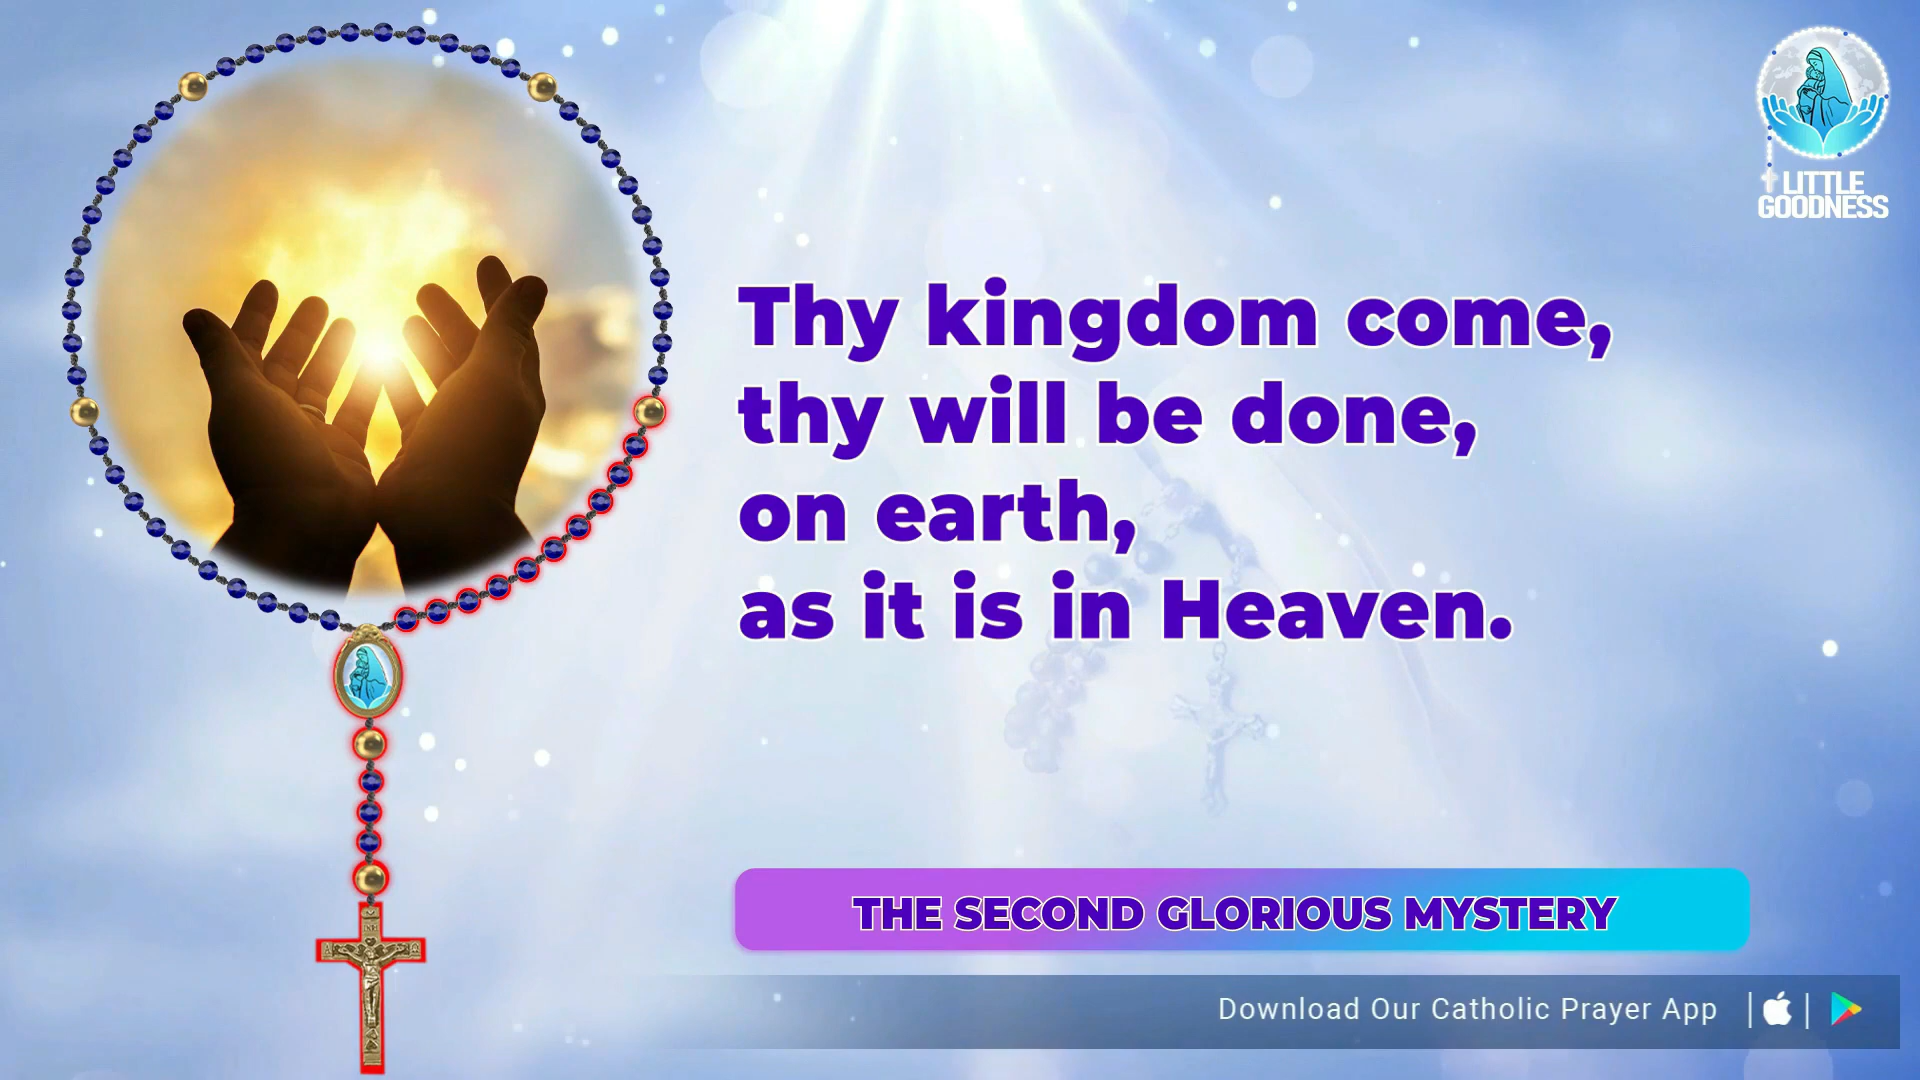 LITTLE
GOODNESS
Thy kingdom come,
thy will be done,
on earth,
as it is in Heaven.
THE SECOND GLORIOUS MYSTERY
Download Our Catholic Prayer App